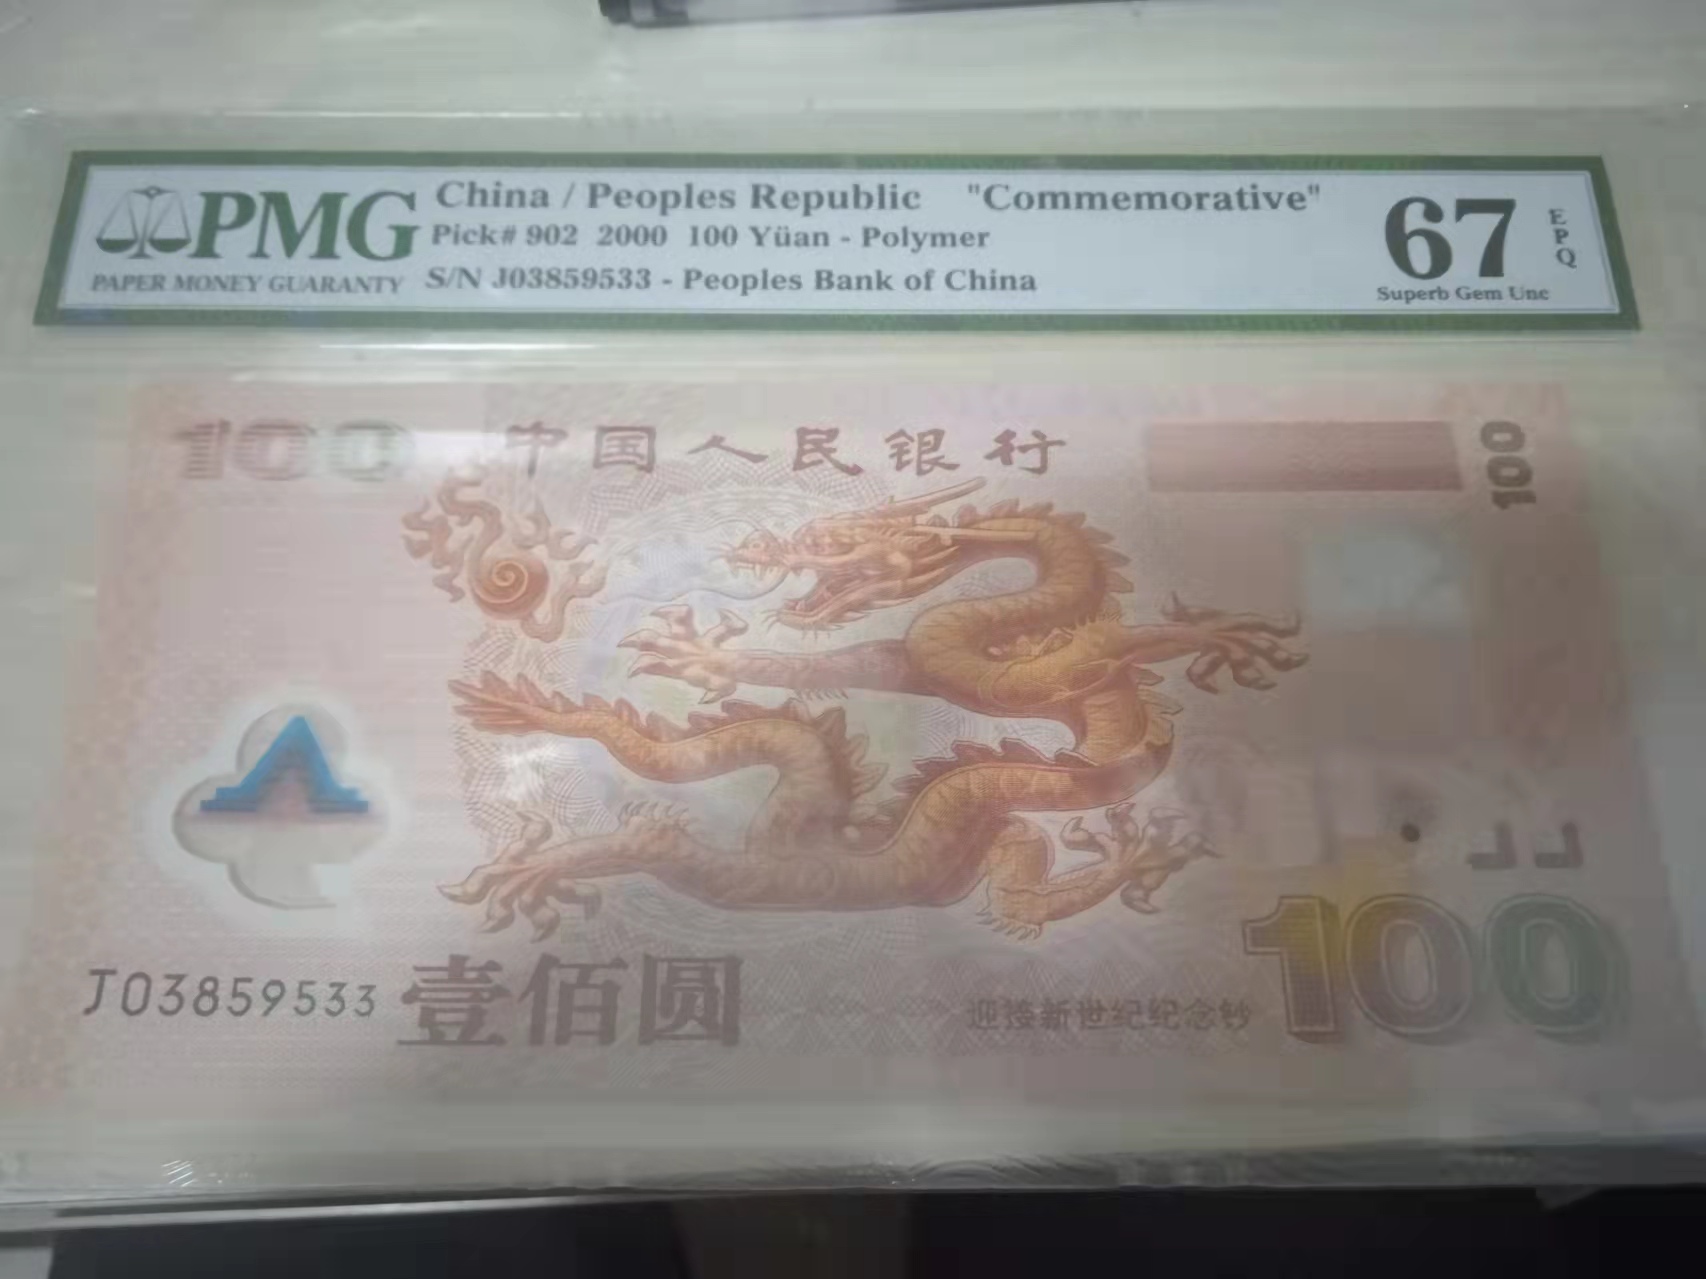 PMG
PAPER MONEY GUARANTY
China / Peoples Republic "Commemorative"
Pick# 902 2000 100 Yüan - Polymer
S/N J03859533 - Peoples Bank of China
67
EPQ
Superb Gem Unc
100
中国人民银行
100
J03859533
壹佰圆
迎接新世纪纪念钞
100